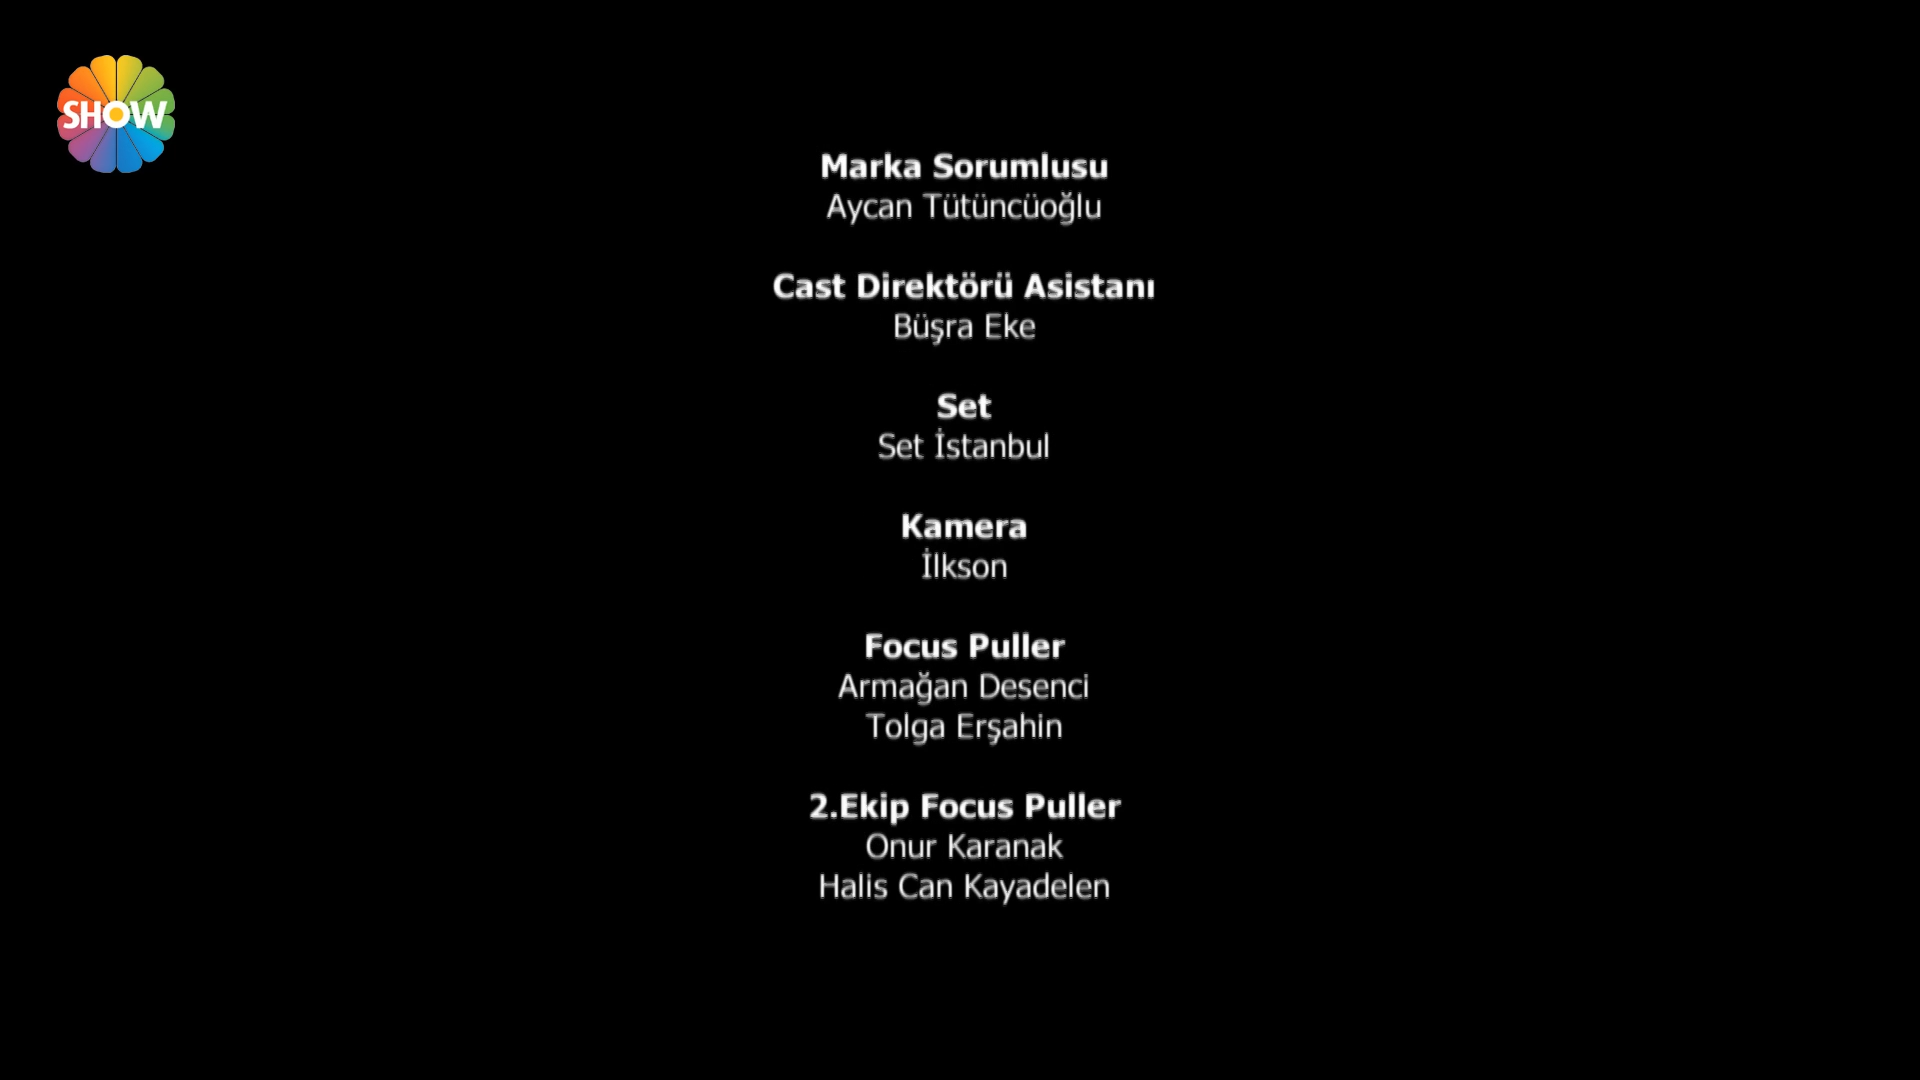 SHOW
Marka Sorumlusu
Aycan Tütüncüoğlu
Cast Direktörü Asistanı
Büşra Eke
Set
Set İstanbul
Kamera
İlkson
Focus Puller
Armağan Desenci
Tolga Erşahin
2.Ekip Focus Puller
Onur Karanak
Halis Can Kayadelen